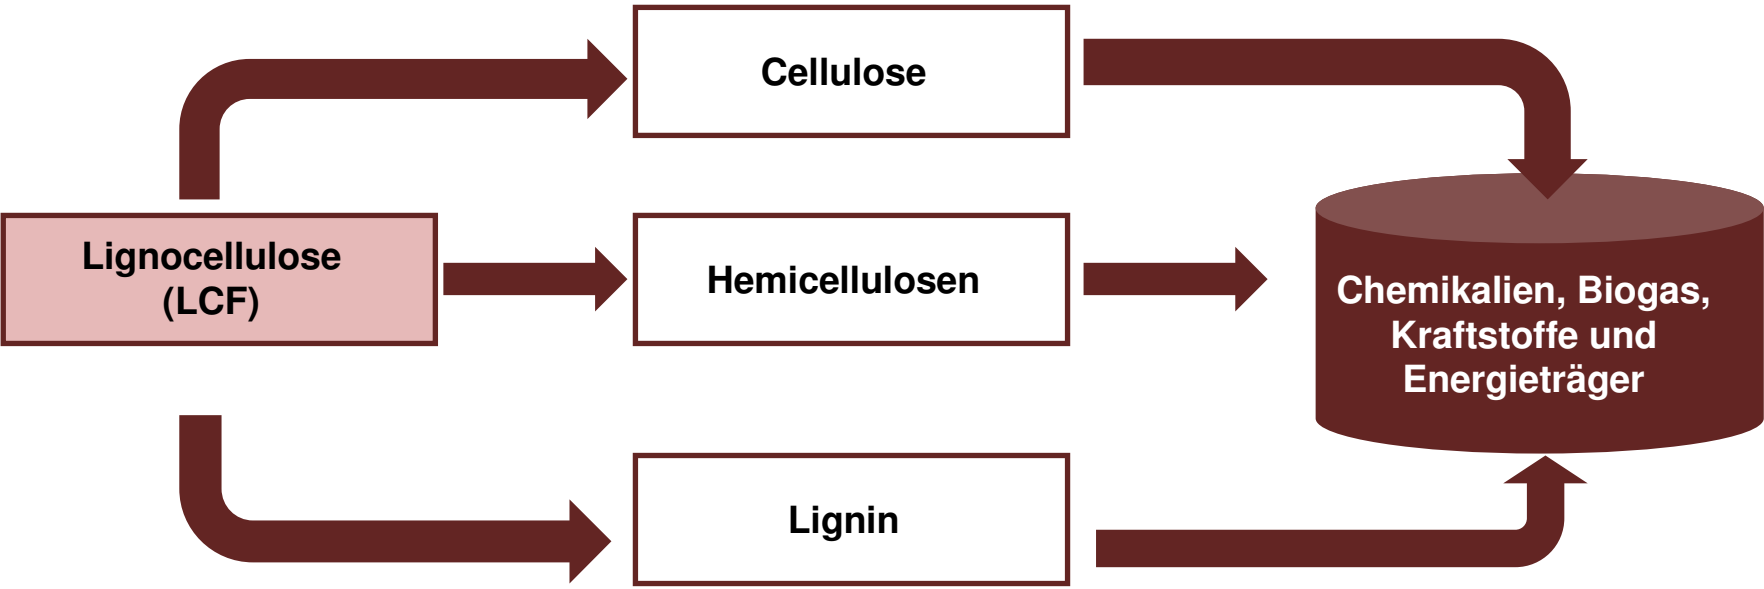 Cellulose
Lignocellulose
(LCF)
Hemicellulosen
Chemikalien, Biogas,
Kraftstoffe und
Energieträger
Lignin